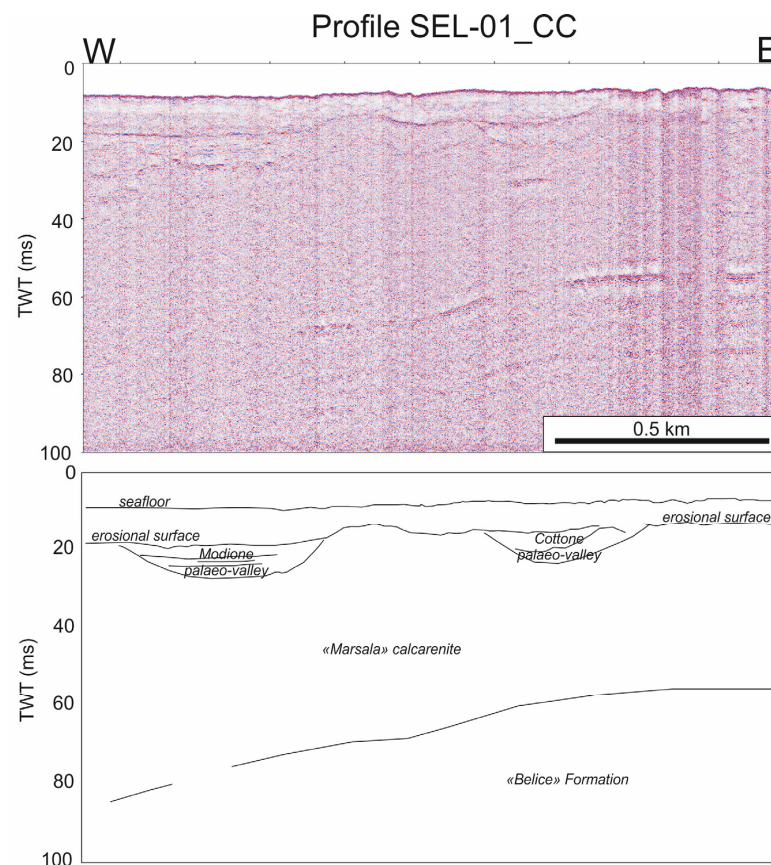 Profile SEL-01_CC
W
E
0
20
40
60
80
100
TWT (ms)
0.5 km
0
20
40
60
80
100
TWT (ms)
seafloor
erosional surface
erosional surface
Modione
palaeo-valley
Cottone
palaeo-valley
«Marsala» calcarenite
«Belice» Formation